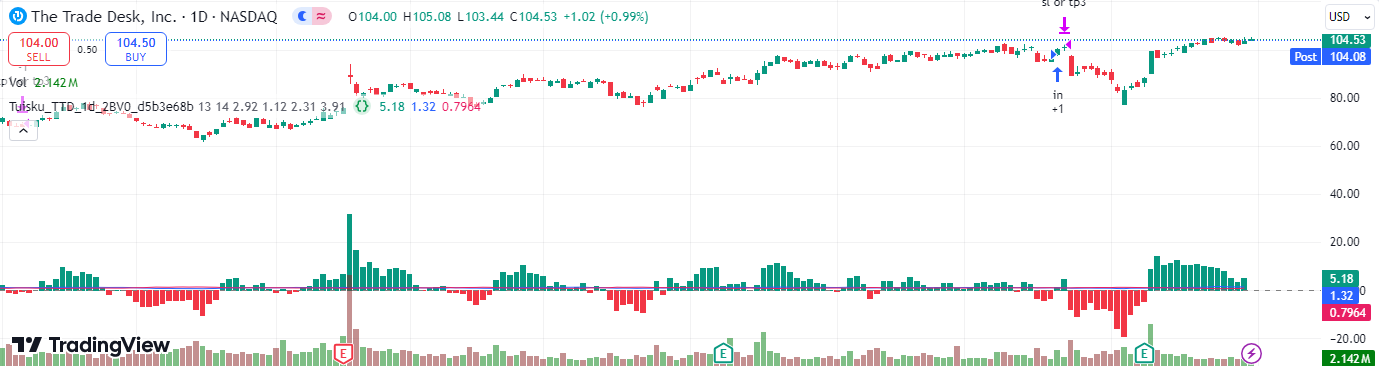 sl or tp3
The Trade Desk, Inc. · 1D · NASDAQ O104.00 H105.08 L103.44 C104.53 +1.02 (+0.99%)
USD
104.00
SELL
0.50
104.50
BUY
104.53
Post 104.08
Vol 2.142M
80.00
Tutsku_TTD_1d_2BV0_d5b3e68b 13 14 2.92 1.12 2.31 3.91 {} 5.18 1.32 0.7964
in
+1
60.00
40.00
20.00
5.18
0
1.32
0.7964
−20.00
TradingView
E
E
E
2.142M